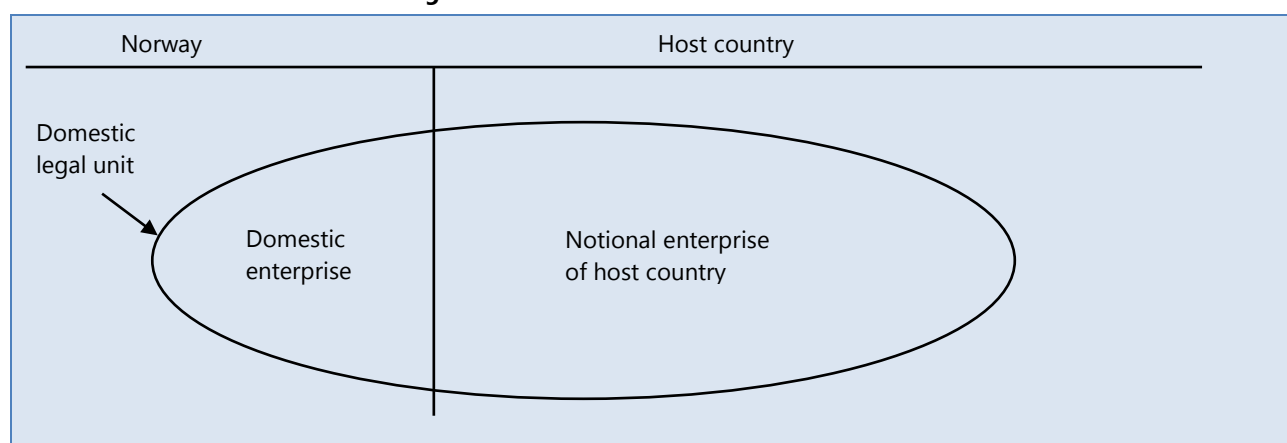 Norway
Host country
Domestic
legal unit
Domestic
enterprise
Notional enterprise
of host country